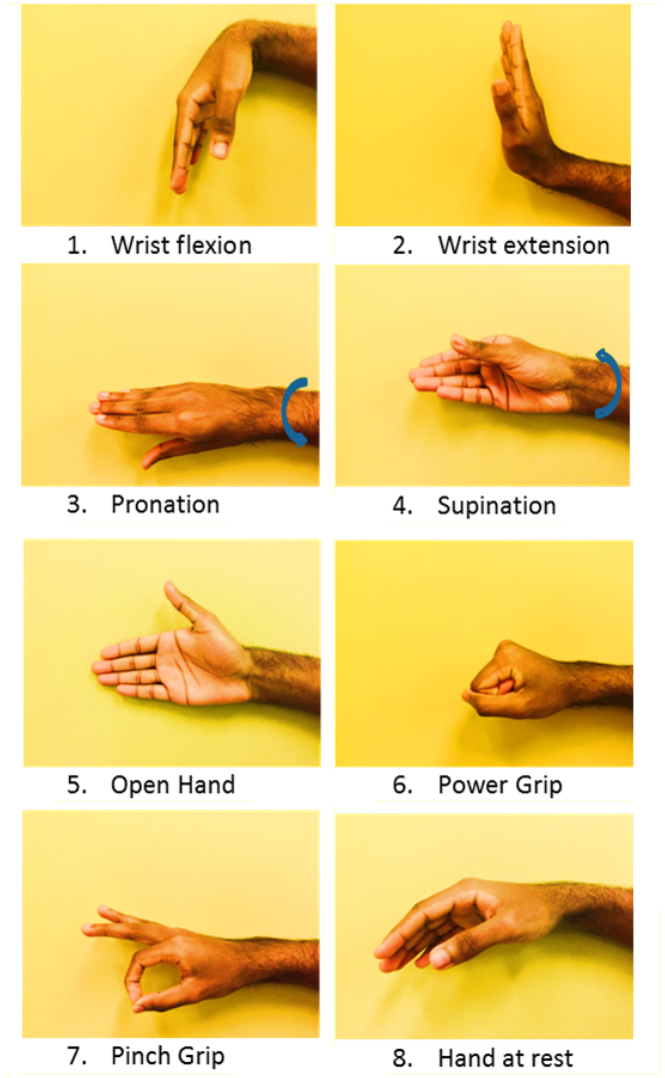 1. Wrist flexion
2. Wrist extension
3. Pronation
4. Supination
5. Open Hand
6. Power Grip
7. Pinch Grip
8. Hand at rest